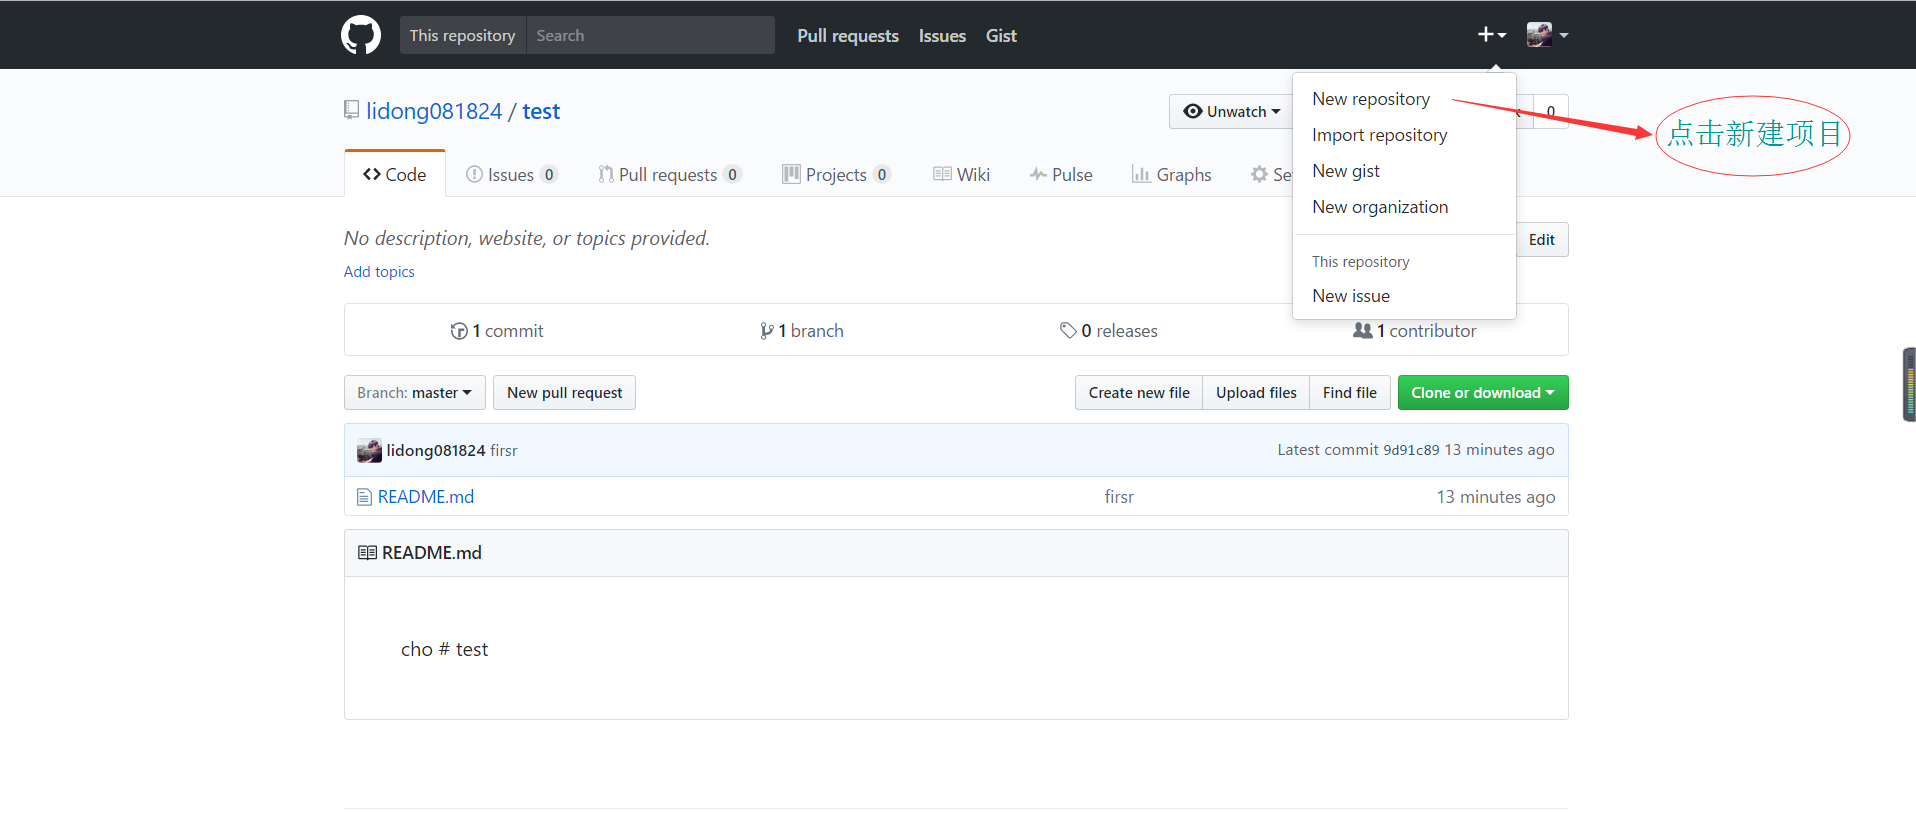 This repository Search Pull requests Issues Gist
lidong081824 / test
Unwatch 0
New repository
Import repository
New gist
New organization
This repository
New issue
点击新建项目
Code Issues 0 Pull requests 0 Projects 0 Wiki Pulse Graphs
No description, website, or topics provided.
Edit
Add topics
1 commit 1 branch 0 releases 1 contributor
Branch: master New pull request Create new file Upload files Find file Clone or download
lidong081824 firsr Latest commit 9d91c89 13 minutes ago
README.md firsr 13 minutes ago
README.md
cho # test